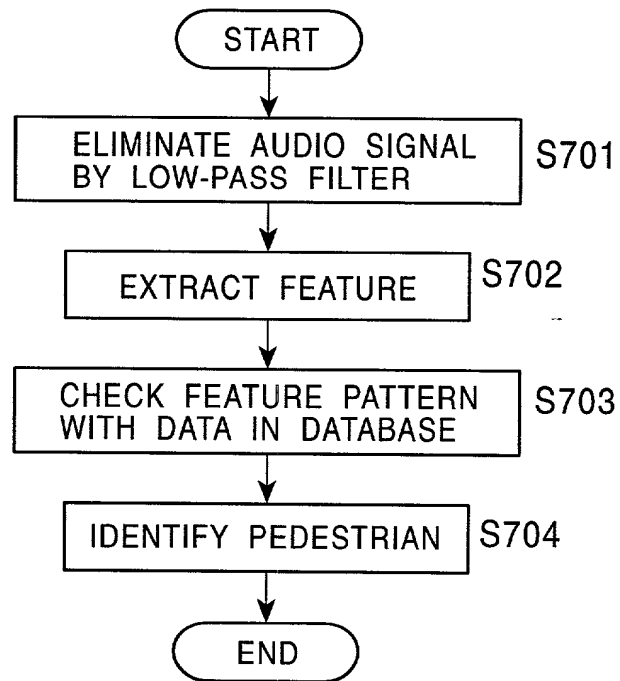 START
ELIMINATE AUDIO SIGNAL
BY LOW-PASS FILTER
S701
EXTRACT FEATURE
S702
CHECK FEATURE PATTERN
WITH DATA IN DATABASE
S703
IDENTIFY PEDESTRIAN
S704
END